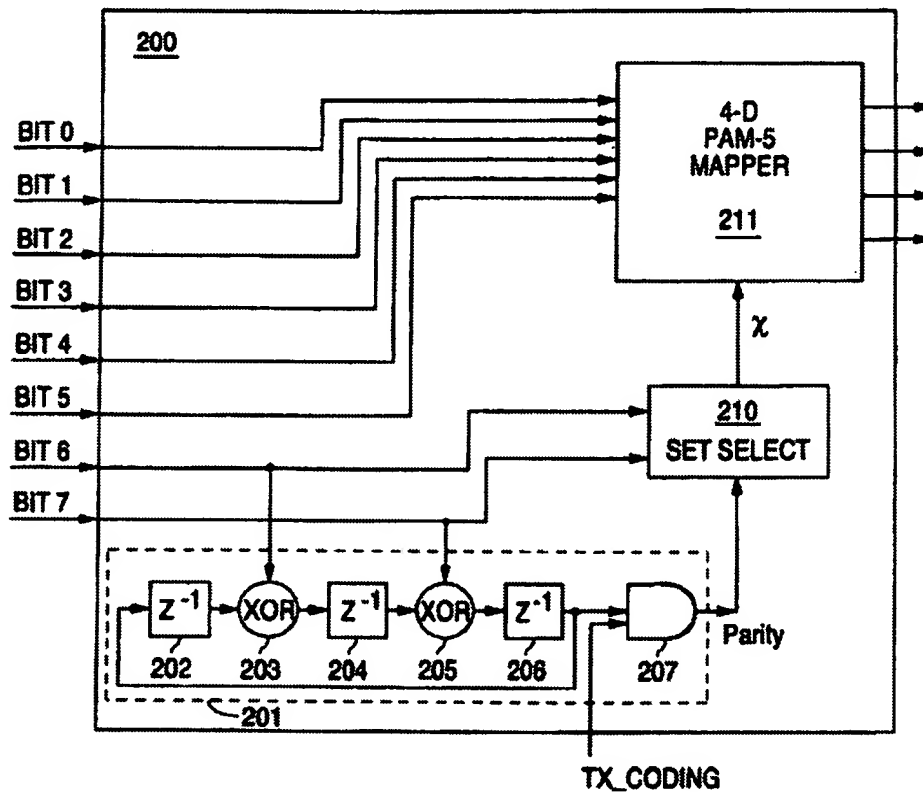 200
BIT 0
BIT 1
BIT 2
BIT 3
BIT 4
BIT 5
BIT 6
BIT 7
4-D
PAM-5
MAPPER
211
χ
210
SET SELECT
Z⁻¹
XOR
Z⁻¹
XOR
Z⁻¹
202
203
204
205
206
207
Parity
201
TX_CODING